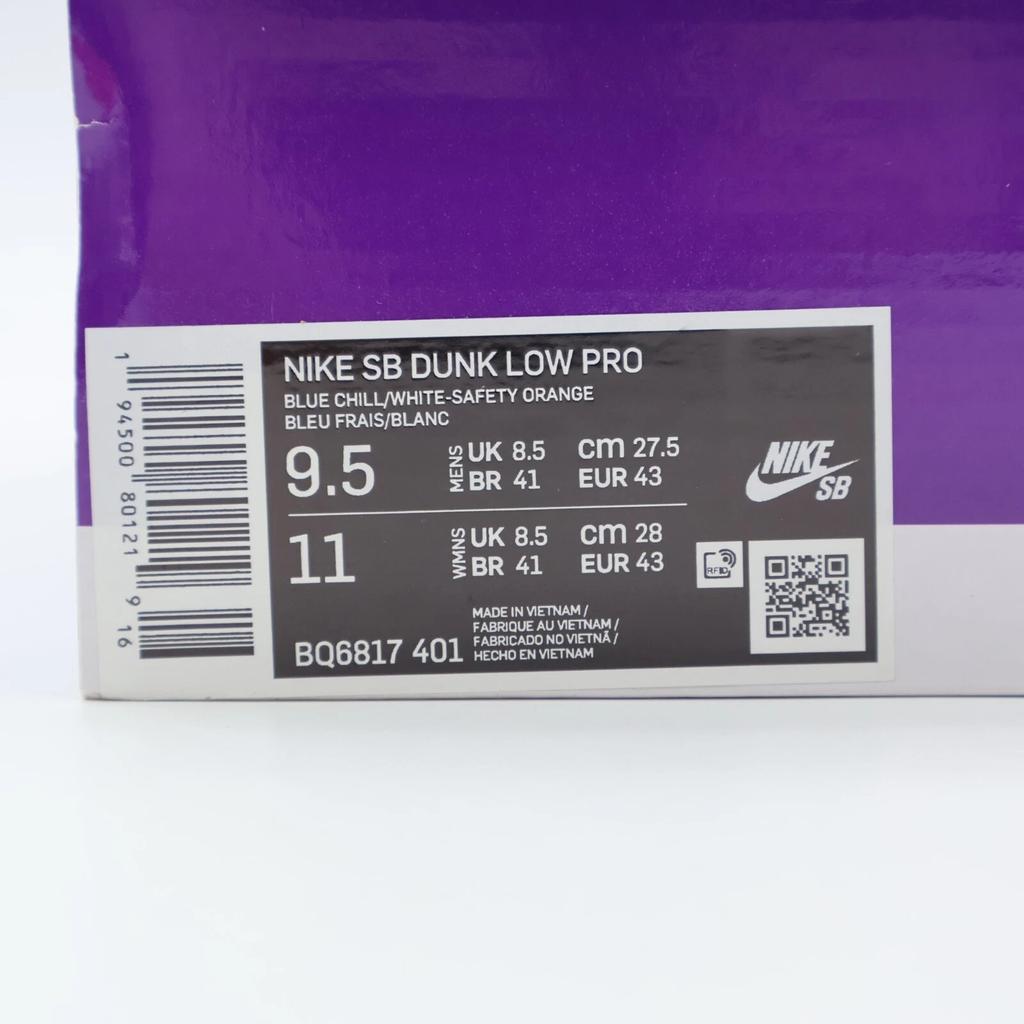 NIKE SB DUNK LOW PRO
BLUE CHILL/WHITE-SAFETY ORANGE
BLEU FRAIS/BLANC
9.5
MENS
UK 8.5 cm 27.5
BR 41 EUR 43
11
WMNS
UK 8.5 cm 28
BR 41 EUR 43
BQ6817 401
MADE IN VIETNAM /
FABRIQUE AU VIETNAM /
FABRICADO NO VIETNÃ /
HECHO EN VIETNAM
NIKE
SB
RFID
1 94500 80121 9 16